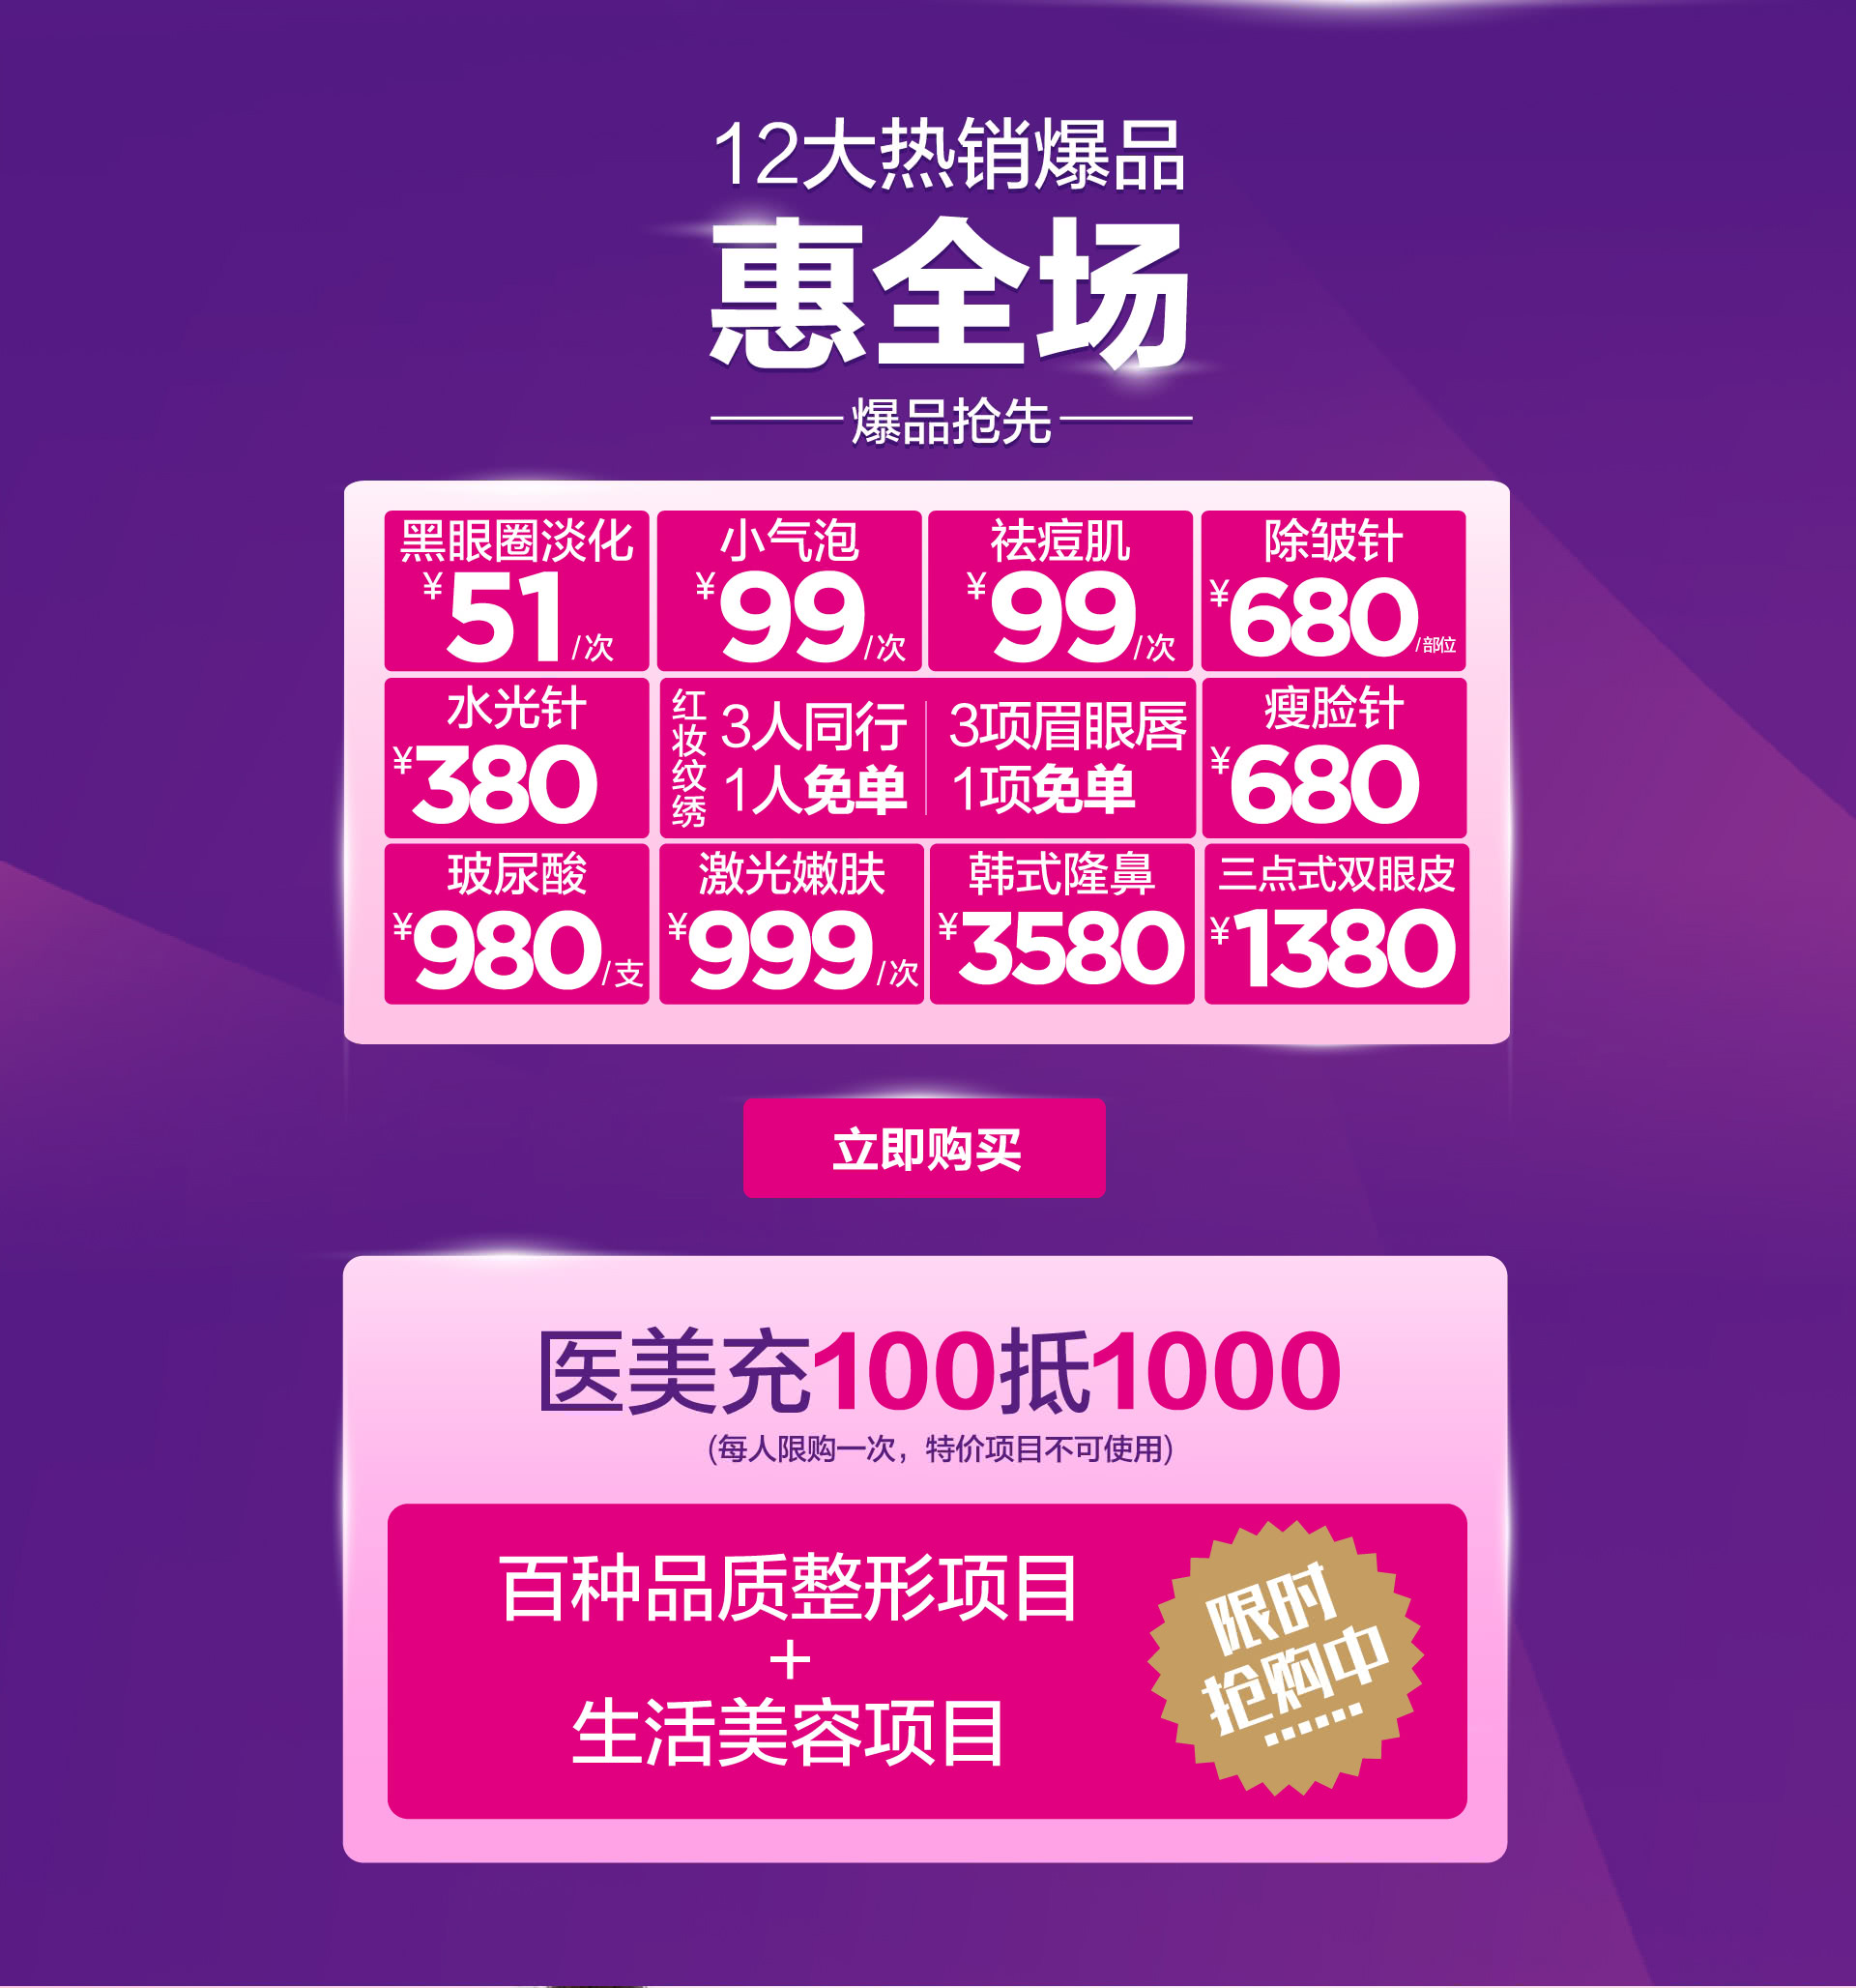 12大热销爆品
惠全场
爆品抢先
黑眼圈淡化
¥51/次
小气泡
¥99/次
祛痘肌
¥99/次
除皱针
¥680/部位
水光针
¥380
红妆纹绣
3人同行
1人免单
3项眉眼唇
1项免单
瘦脸针
¥680
玻尿酸
¥980/支
激光嫩肤
¥999/次
韩式隆鼻
¥3580
三点式双眼皮
¥1380
立即购买
医美充100抵1000
(每人限购一次，特价项目不可使用)
百种品质整形项目
+
生活美容项目
限时
抢购中
······